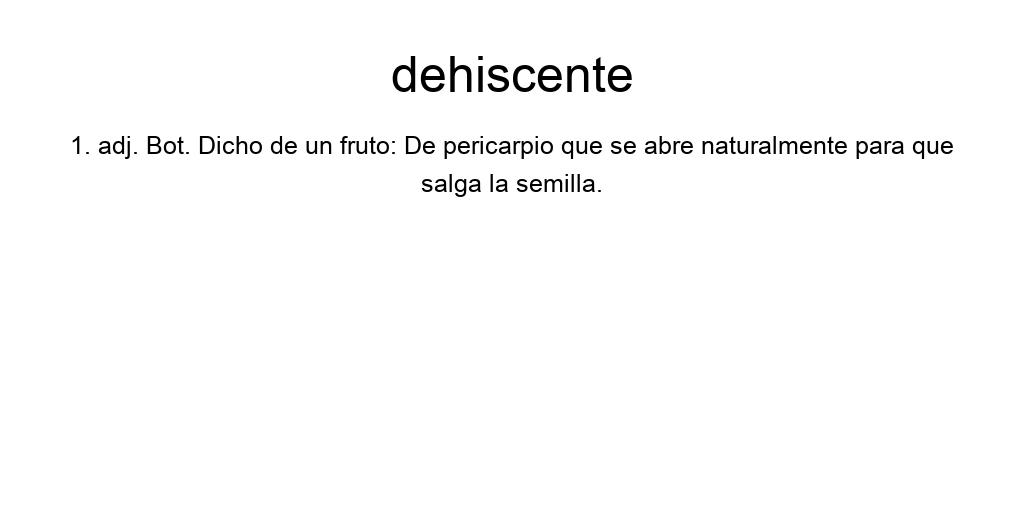 dehiscente
1. adj. Bot. Dicho de un fruto: De pericarpio que se abre naturalmente para que
salga la semilla.